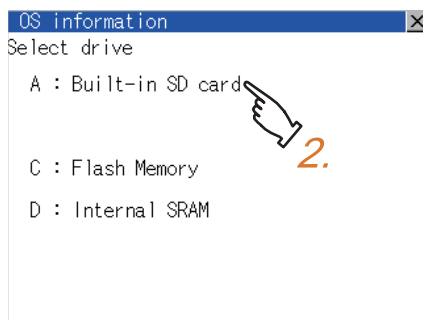 OS information
Select drive
A : Built-in SD card
2.
C : Flash Memory
D : Internal SRAM